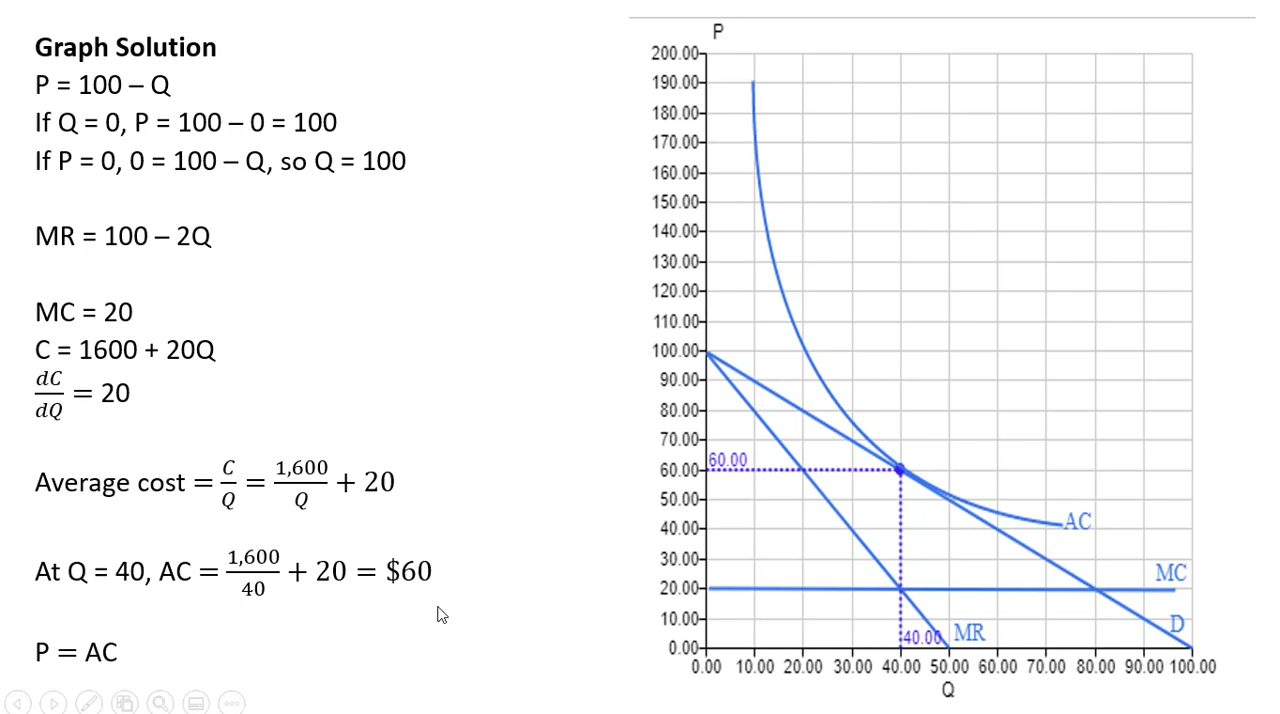 Graph Solution
P = 100 – Q
If Q = 0, P = 100 – 0 = 100
If P = 0, 0 = 100 – Q, so Q = 100
MR = 100 – 2Q
MC = 20
C = 1600 + 20Q
dC/dQ = 20
Average cost = C/Q = 1,600/Q + 20
At Q = 40, AC = 1,600/40 + 20 = $60
P = AC
P
200.00
190.00
180.00
170.00
160.00
150.00
140.00
130.00
120.00
110.00
100.00
90.00
80.00
70.00
60.00
60.00
50.00
40.00
AC
30.00
20.00
MC
10.00
D
40.00
MR
0.00
0.00 10.00 20.00 30.00 40.00 50.00 60.00 70.00 80.00 90.00 100.00
Q